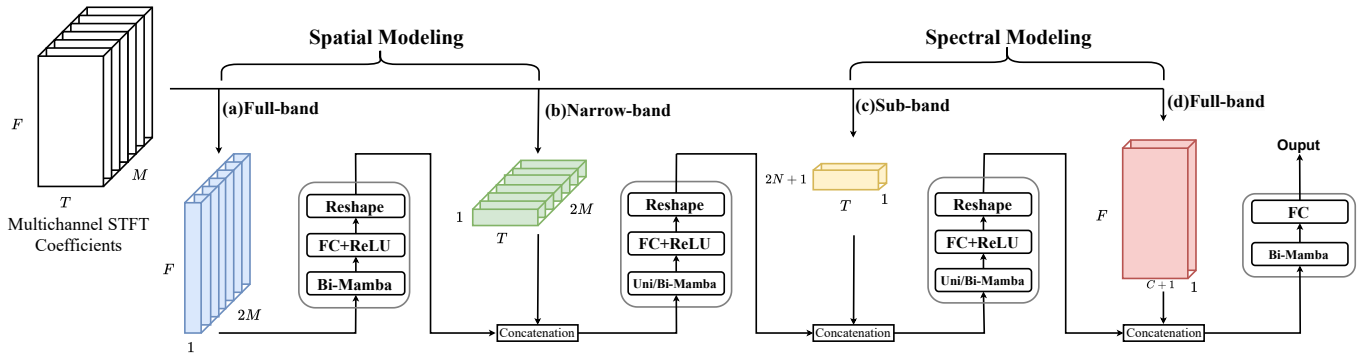 Spatial Modeling
Spectral Modeling
(a)Full-band
(b)Narrow-band
(c)Sub-band
(d)Full-band
F
T
M
Multichannel STFT
Coefficients
F
1
2M
Reshape
FC+ReLU
Bi-Mamba
1
T
2M
Concatenation
Reshape
FC+ReLU
Uni/Bi-Mamba
2N + 1
T
1
Concatenation
Reshape
FC+ReLU
Uni/Bi-Mamba
F
C + 1
1
Concatenation
Ouput
FC
Bi-Mamba